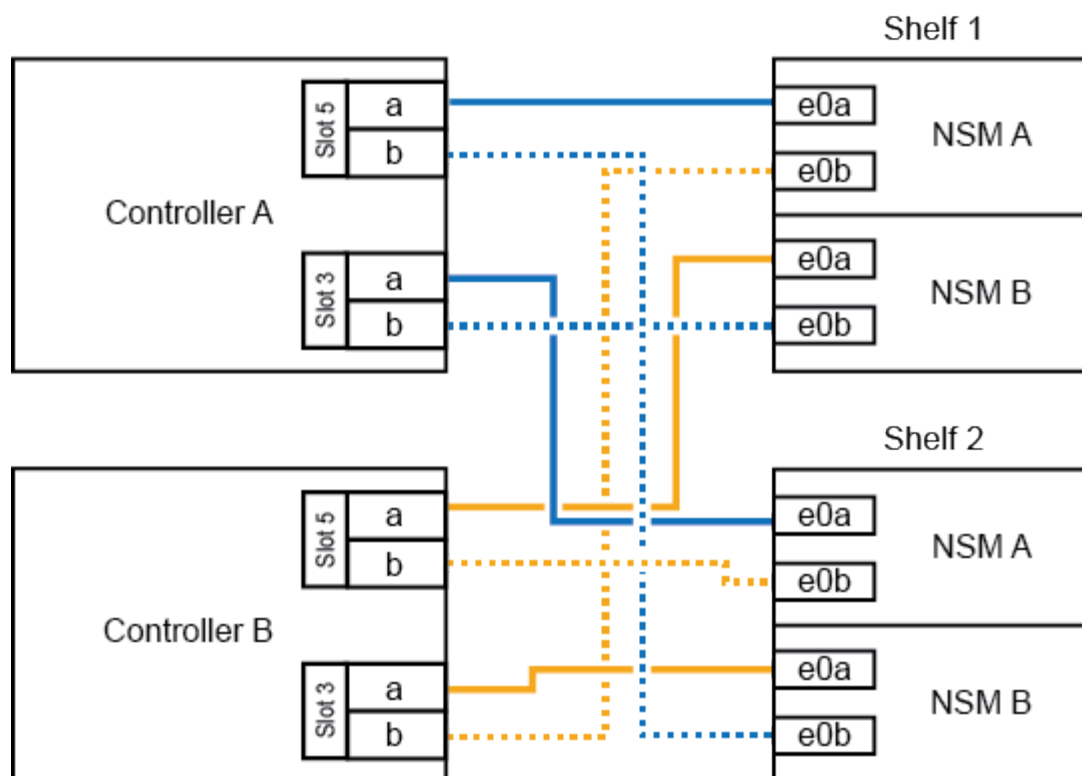 Shelf 1
Slot 5
a
b
Controller A
Slot 3
a
b
e0a
e0b
NSM A
e0a
e0b
NSM B
Shelf 2
Slot 5
a
b
Controller B
Slot 3
a
b
e0a
e0b
NSM A
e0a
e0b
NSM B